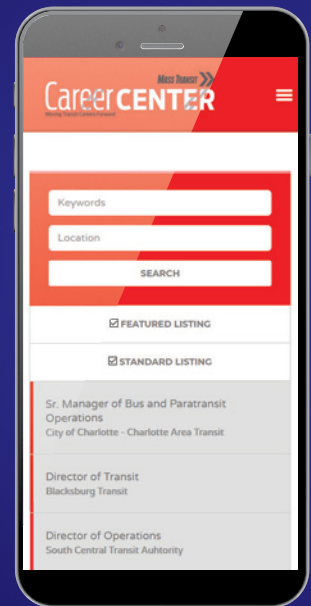 Mass Transit
Career CENTER
Moving Transit Careers Forward
Keywords
Location
SEARCH
FEATURED LISTING
STANDARD LISTING
Sr. Manager of Bus and Paratransit
Operations
City of Charlotte - Charlotte Area Transit
Director of Transit
Blacksburg Transit
Director of Operations
South Central Transit Auhtority